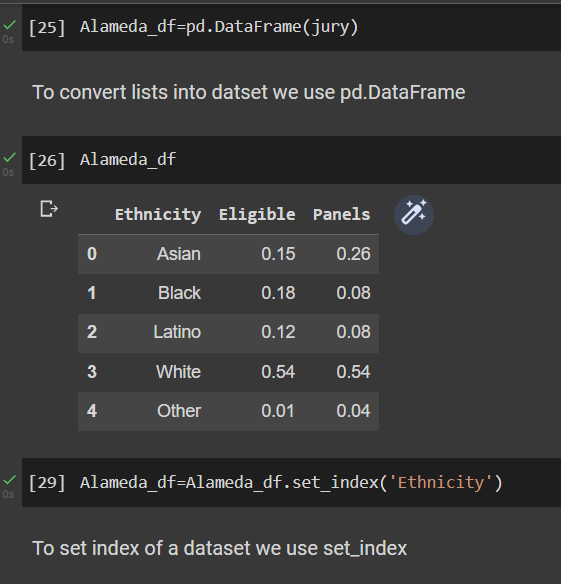 [25] Alameda_df=pd.DataFrame(jury)
0s
To convert lists into datset we use pd.DataFrame
[26] Alameda_df
0s
Ethnicity Eligible Panels
0 Asian 0.15 0.26
1 Black 0.18 0.08
2 Latino 0.12 0.08
3 White 0.54 0.54
4 Other 0.01 0.04
[29] Alameda_df=Alameda_df.set_index('Ethnicity')
0s
To set index of a dataset we use set_index